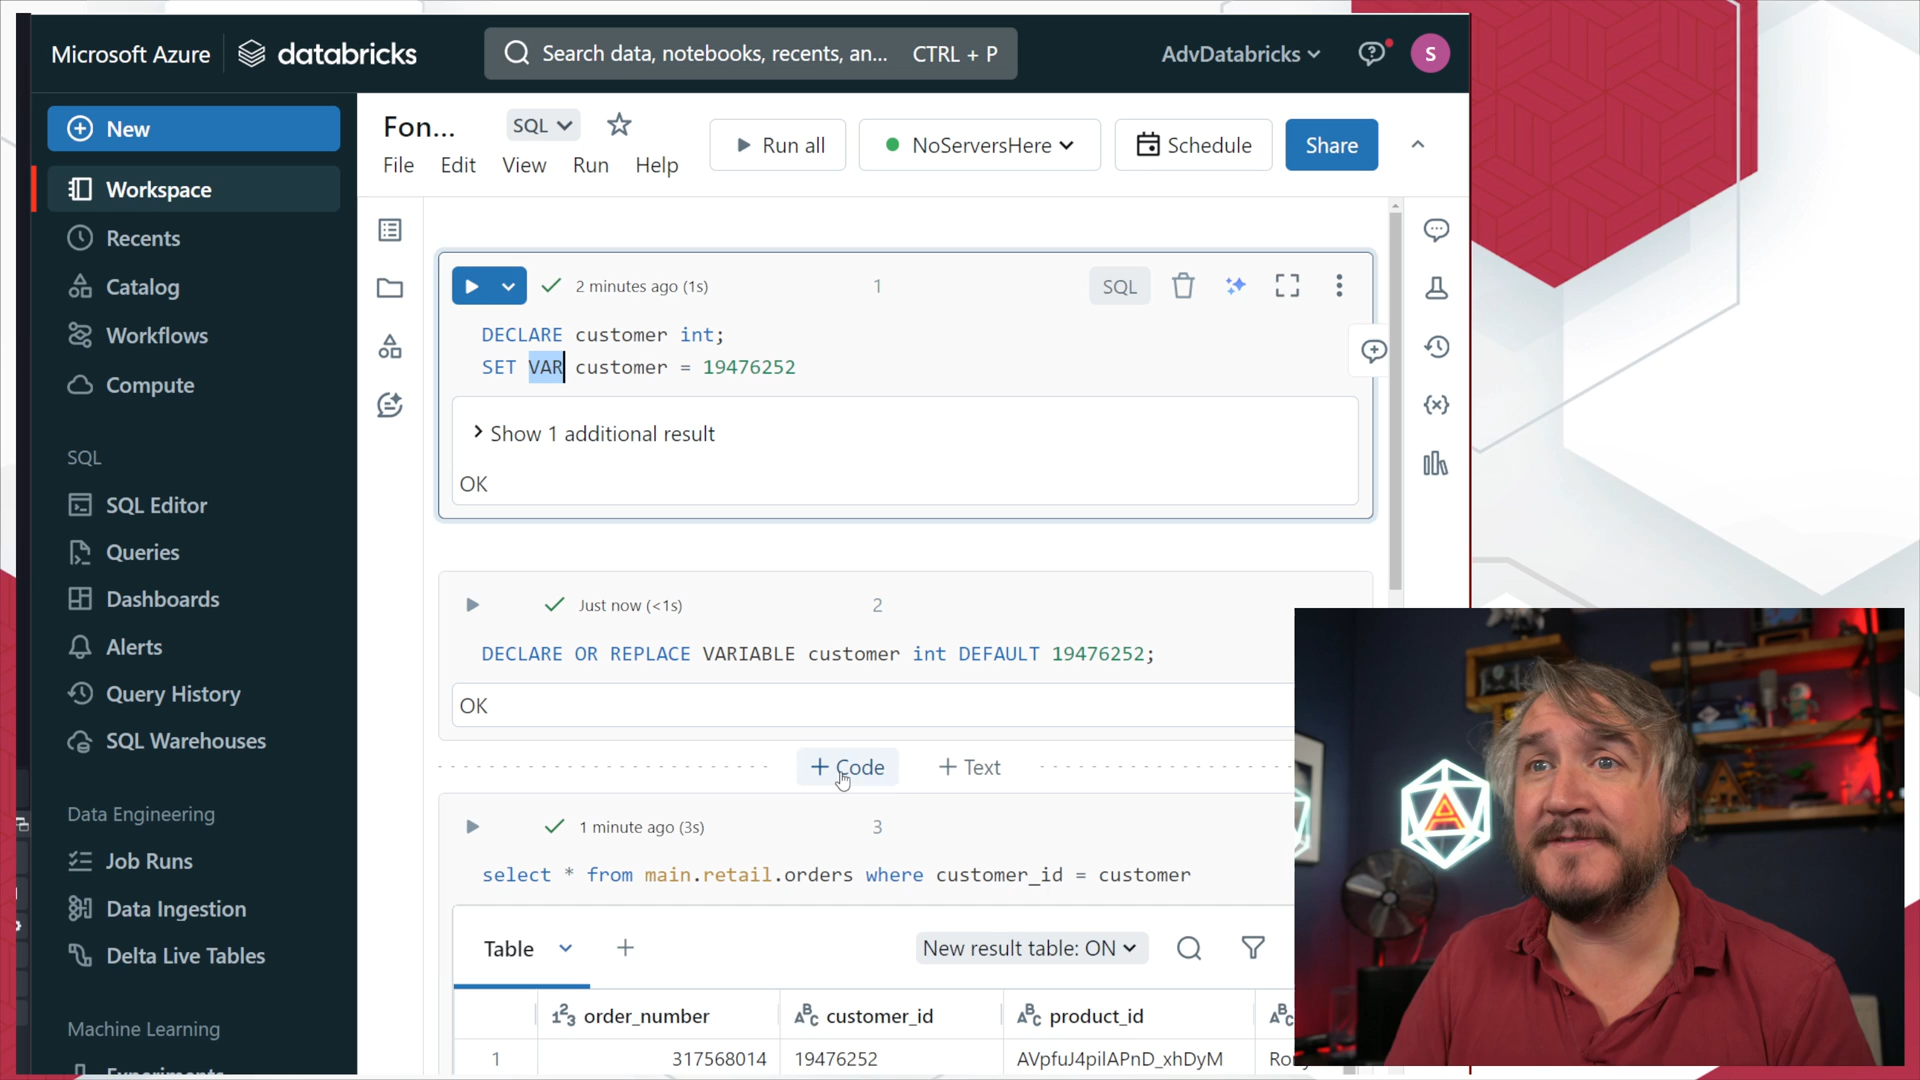 Microsoft Azure databricks
Search data, notebooks, recents, an... CTRL + P
AdvDatabricks
S
New
Workspace
Recents
Catalog
Workflows
Compute
SQL
SQL Editor
Queries
Dashboards
Alerts
Query History
SQL Warehouses
Data Engineering
Job Runs
Data Ingestion
Delta Live Tables
Machine Learning
Experiments
Fon... SQL
File Edit View Run Help
Run all NoServersHere Schedule Share
2 minutes ago (1s) 1 SQL
DECLARE customer int;
SET VAR customer = 19476252
Show 1 additional result
OK
Just now (<1s) 2
DECLARE OR REPLACE VARIABLE customer int DEFAULT 19476252;
OK
+ Code + Text
1 minute ago (3s) 3
select * from main.retail.orders where customer_id = customer
Table + New result table: ON
123 order_number ABC customer_id ABC product_id ABC
1 317568014 19476252 AVpfuJ4pilAPnD_xhDyM
A